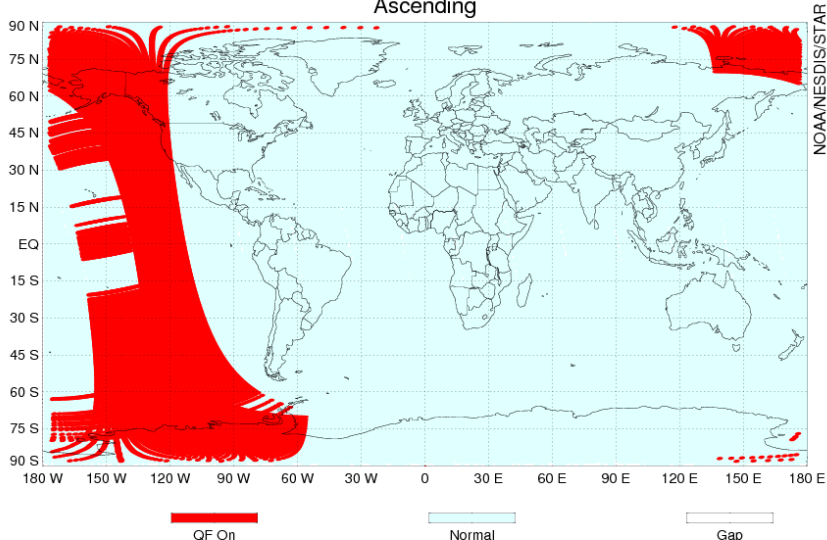 Ascending
90 N
75 N
60 N
45 N
30 N
15 N
EQ
15 S
30 S
45 S
60 S
75 S
90 S
180 W 150 W 120 W 90 W 60 W 30 W 0 30 E 60 E 90 E 120 E 150 E 180 E
QF On Normal Gap
NOAA/NESDIS/STAR